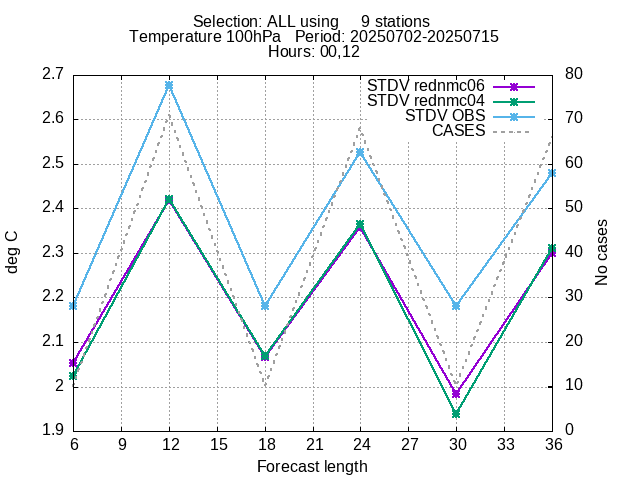 Selection: ALL using     9 stations
Temperature 100hPa   Period: 20250702-20250715
Hours: 00,12
2.7
2.6
2.5
2.4
2.3
2.2
2.1
2
1.9
deg C
STDV rednmc06
STDV rednmc04
STDV OBS
CASES
80
70
60
50
40
30
20
10
0
No cases
6 9 12 15 18 21 24 27 30 33 36
Forecast length